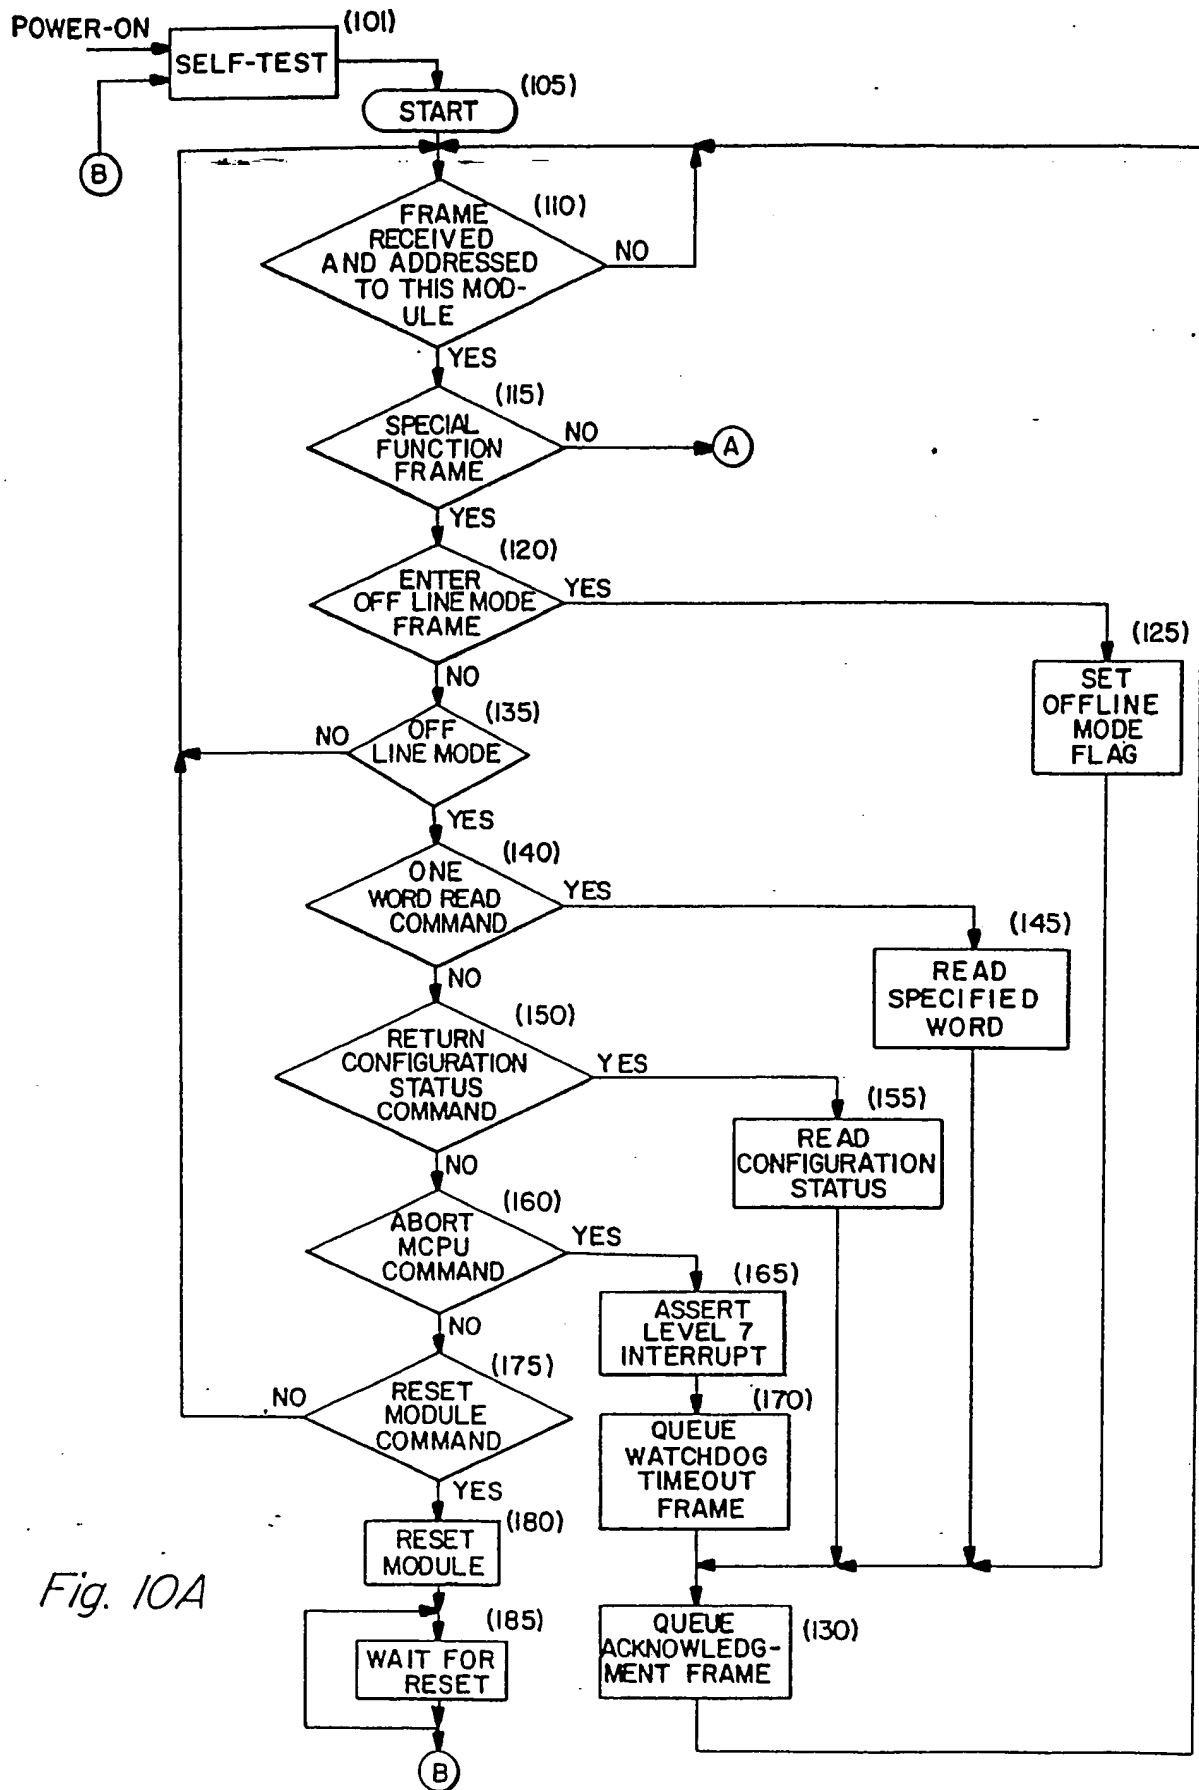 POWER-ON
(101)
SELF-TEST
(105)
START
B
(110)
FRAME
RECEIVED
AND ADDRESSED
TO THIS MOD-
ULE
NO
YES
(115)
SPECIAL
FUNCTION
FRAME
NO
A
YES
(120)
ENTER
OFF LINE MODE
FRAME
YES
(125)
SET
OFFLINE
MODE
FLAG
NO
(135)
OFF
LINE MODE
NO
YES
(140)
ONE
WORD READ
COMMAND
YES
(145)
READ
SPECIFIED
WORD
NO
(150)
RETURN
CONFIGURATION
STATUS
COMMAND
YES
(155)
READ
CONFIGURATION
STATUS
NO
(160)
ABORT
MCPU
COMMAND
YES
(165)
ASSERT
LEVEL 7
INTERRUPT
NO
(175)
RESET
MODULE
COMMAND
NO
(170)
QUEUE
WATCHDOG
TIMEOUT
FRAME
YES
(180)
RESET
MODULE
Fig. 10A
(185)
WAIT FOR
RESET
QUEUE
ACKNOWLEDG-
MENT FRAME
(130)
B